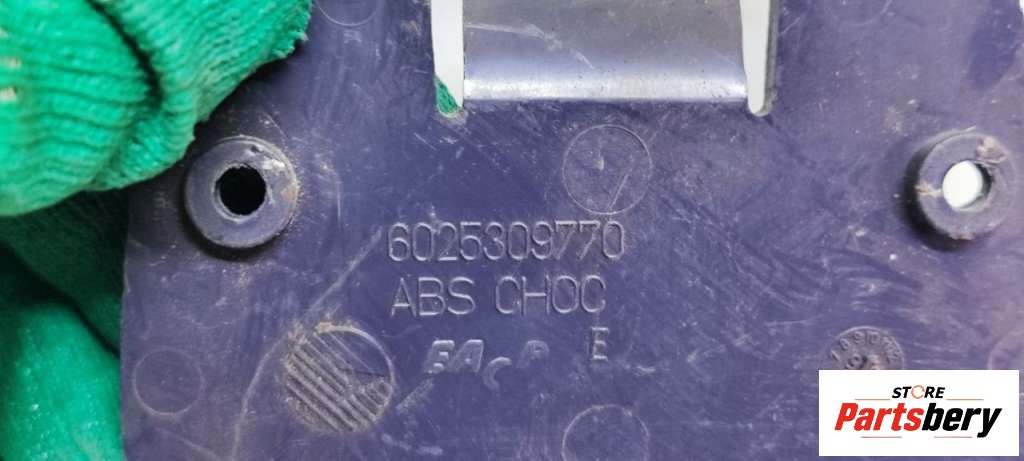 6025309770
ABS CHOC
E
STORE
Partsbery